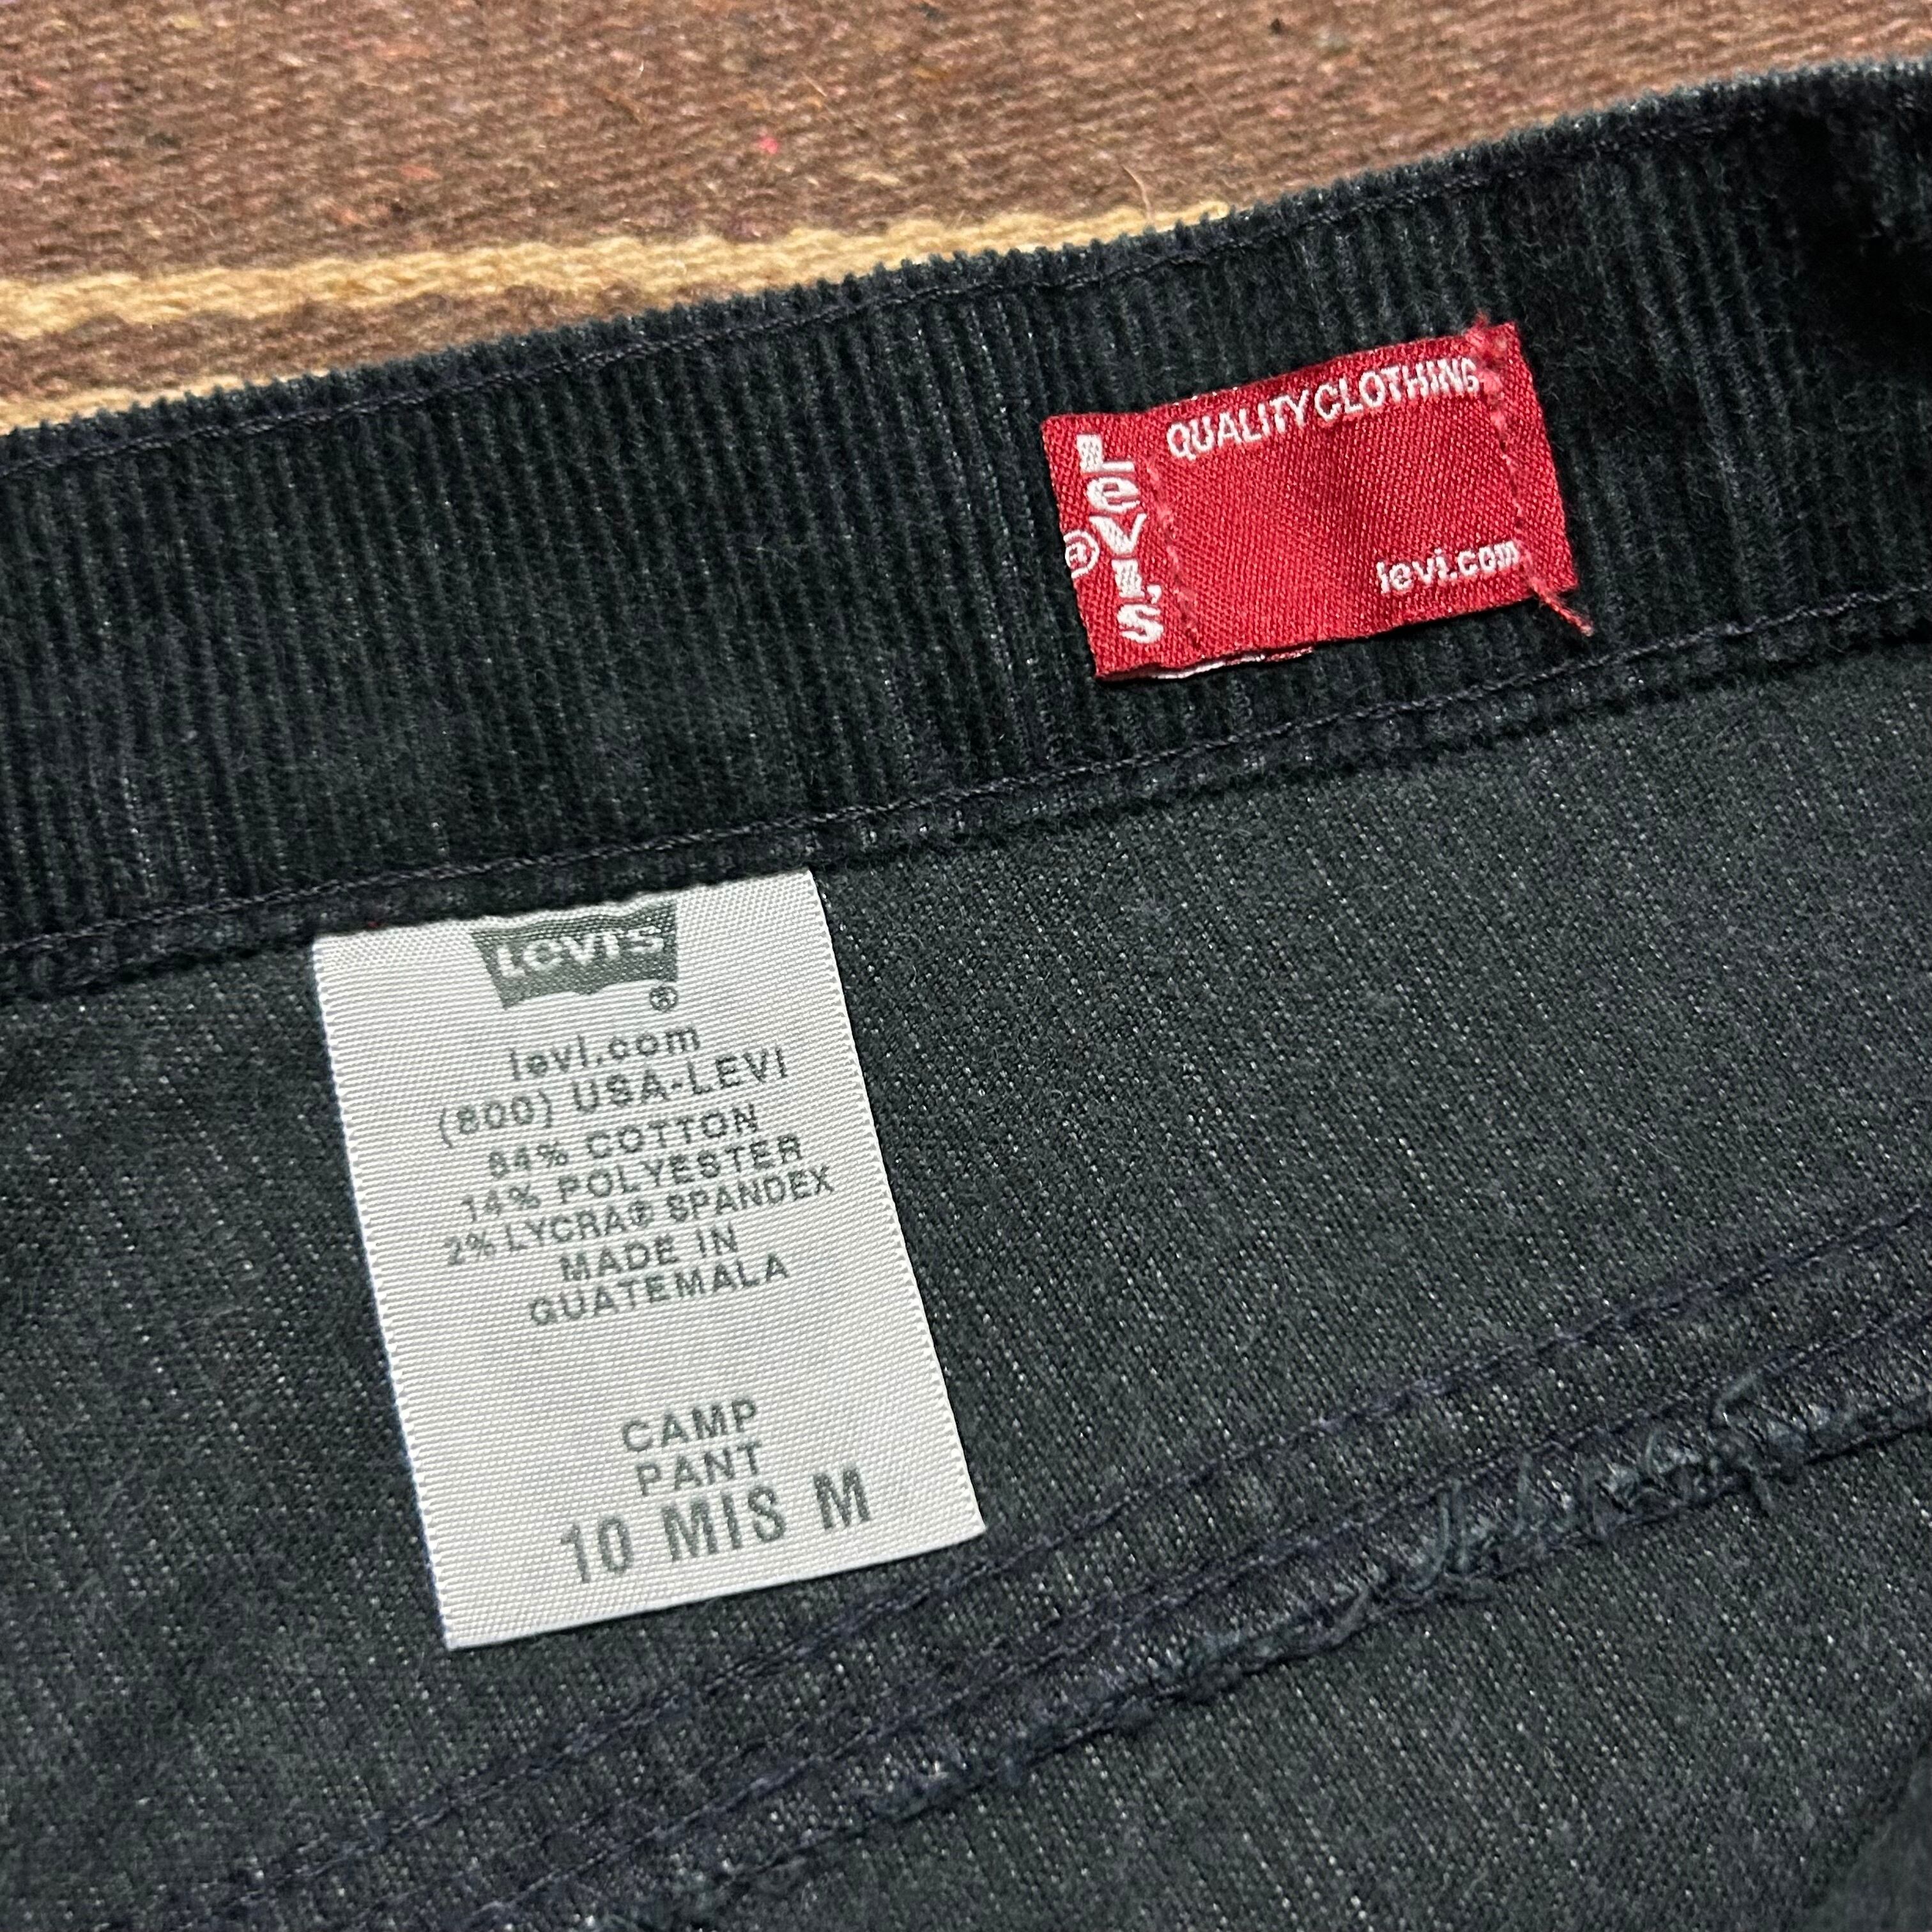 QUALITY CLOTHING
LEVI'S
®
levi.com
LEVI'S
®
levi.com
(800) USA-LEVI
84% COTTON
14% POLYESTER
2% LYCRA® SPANDEX
MADE IN
GUATEMALA
CAMP
PANT
10 MIS M